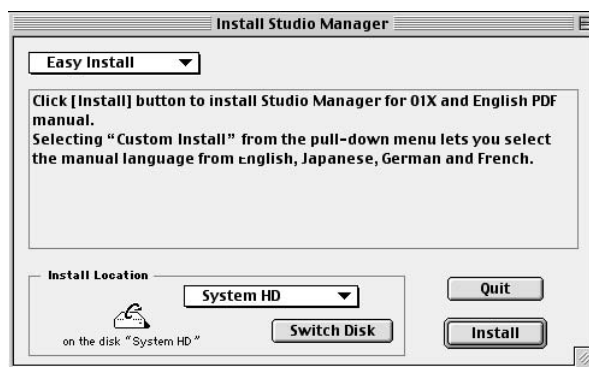 Install Studio Manager
Easy Install
Click [Install] button to install Studio Manager for 01X and English PDF
manual.
Selecting “Custom Install” from the pull-down menu lets you select
the manual language from English, Japanese, German and French.
Install Location
System HD
on the disk “System HD”
Switch Disk
Quit
Install